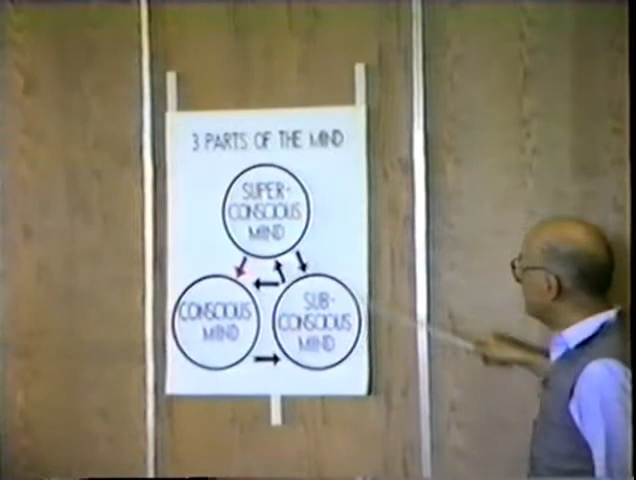 3 PARTS OF THE MIND
SUPER-
CONSCIOUS
MIND
CONSCIOUS
MIND
SUB-
CONSCIOUS
MIND